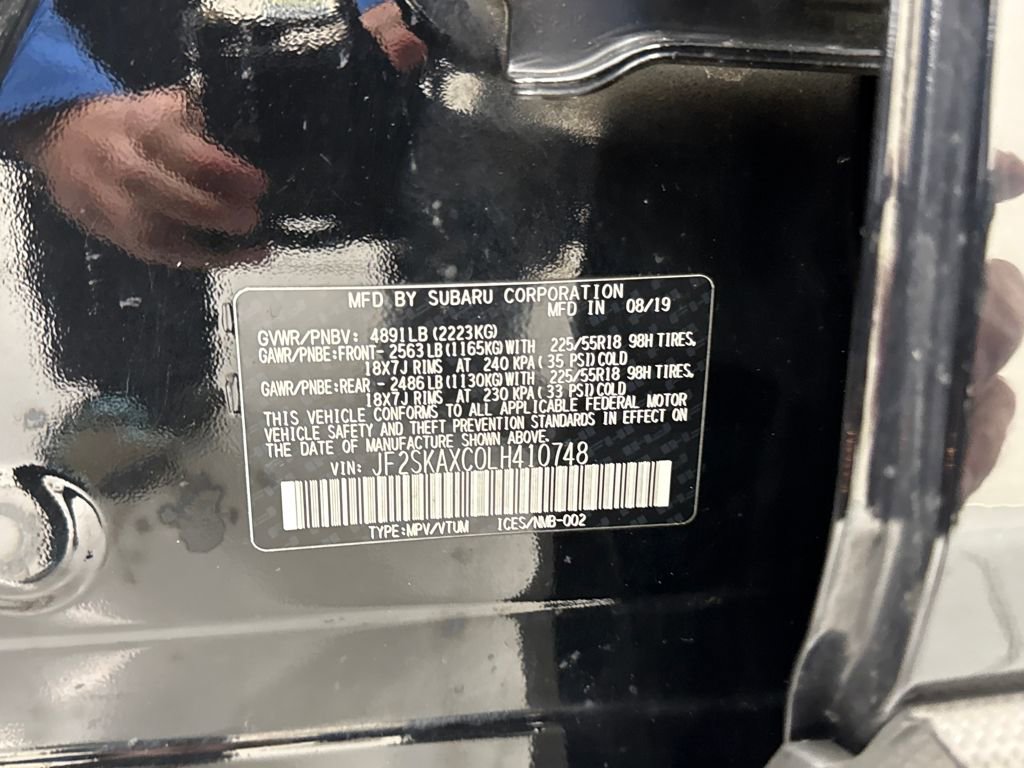 MFD BY SUBARU CORPORATION
MFD IN 08/19
GVWR/PNBV: 4891LB (2223KG)
GAWR/PNBE:FRONT- 2563 LB (1165KG) WITH 225/55R18 98H TIRES,
18X7J RIMS AT 240 KPA ( 35 PSI) COLD
GAWR/PNBE:REAR - 2486 LB (1130KG) WITH 225/55R18 98H TIRES,
18X7J RIMS AT 230 KPA ( 33 PSI) COLD
THIS VEHICLE CONFORMS TO ALL APPLICABLE FEDERAL MOTOR
VEHICLE SAFETY AND THEFT PREVENTION STANDARDS IN EFFECT ON
THE DATE OF MANUFACTURE SHOWN ABOVE.
VIN: JF2SKAXC0LH410748
TYPE:MPV/VTUM ICES/NMB-002